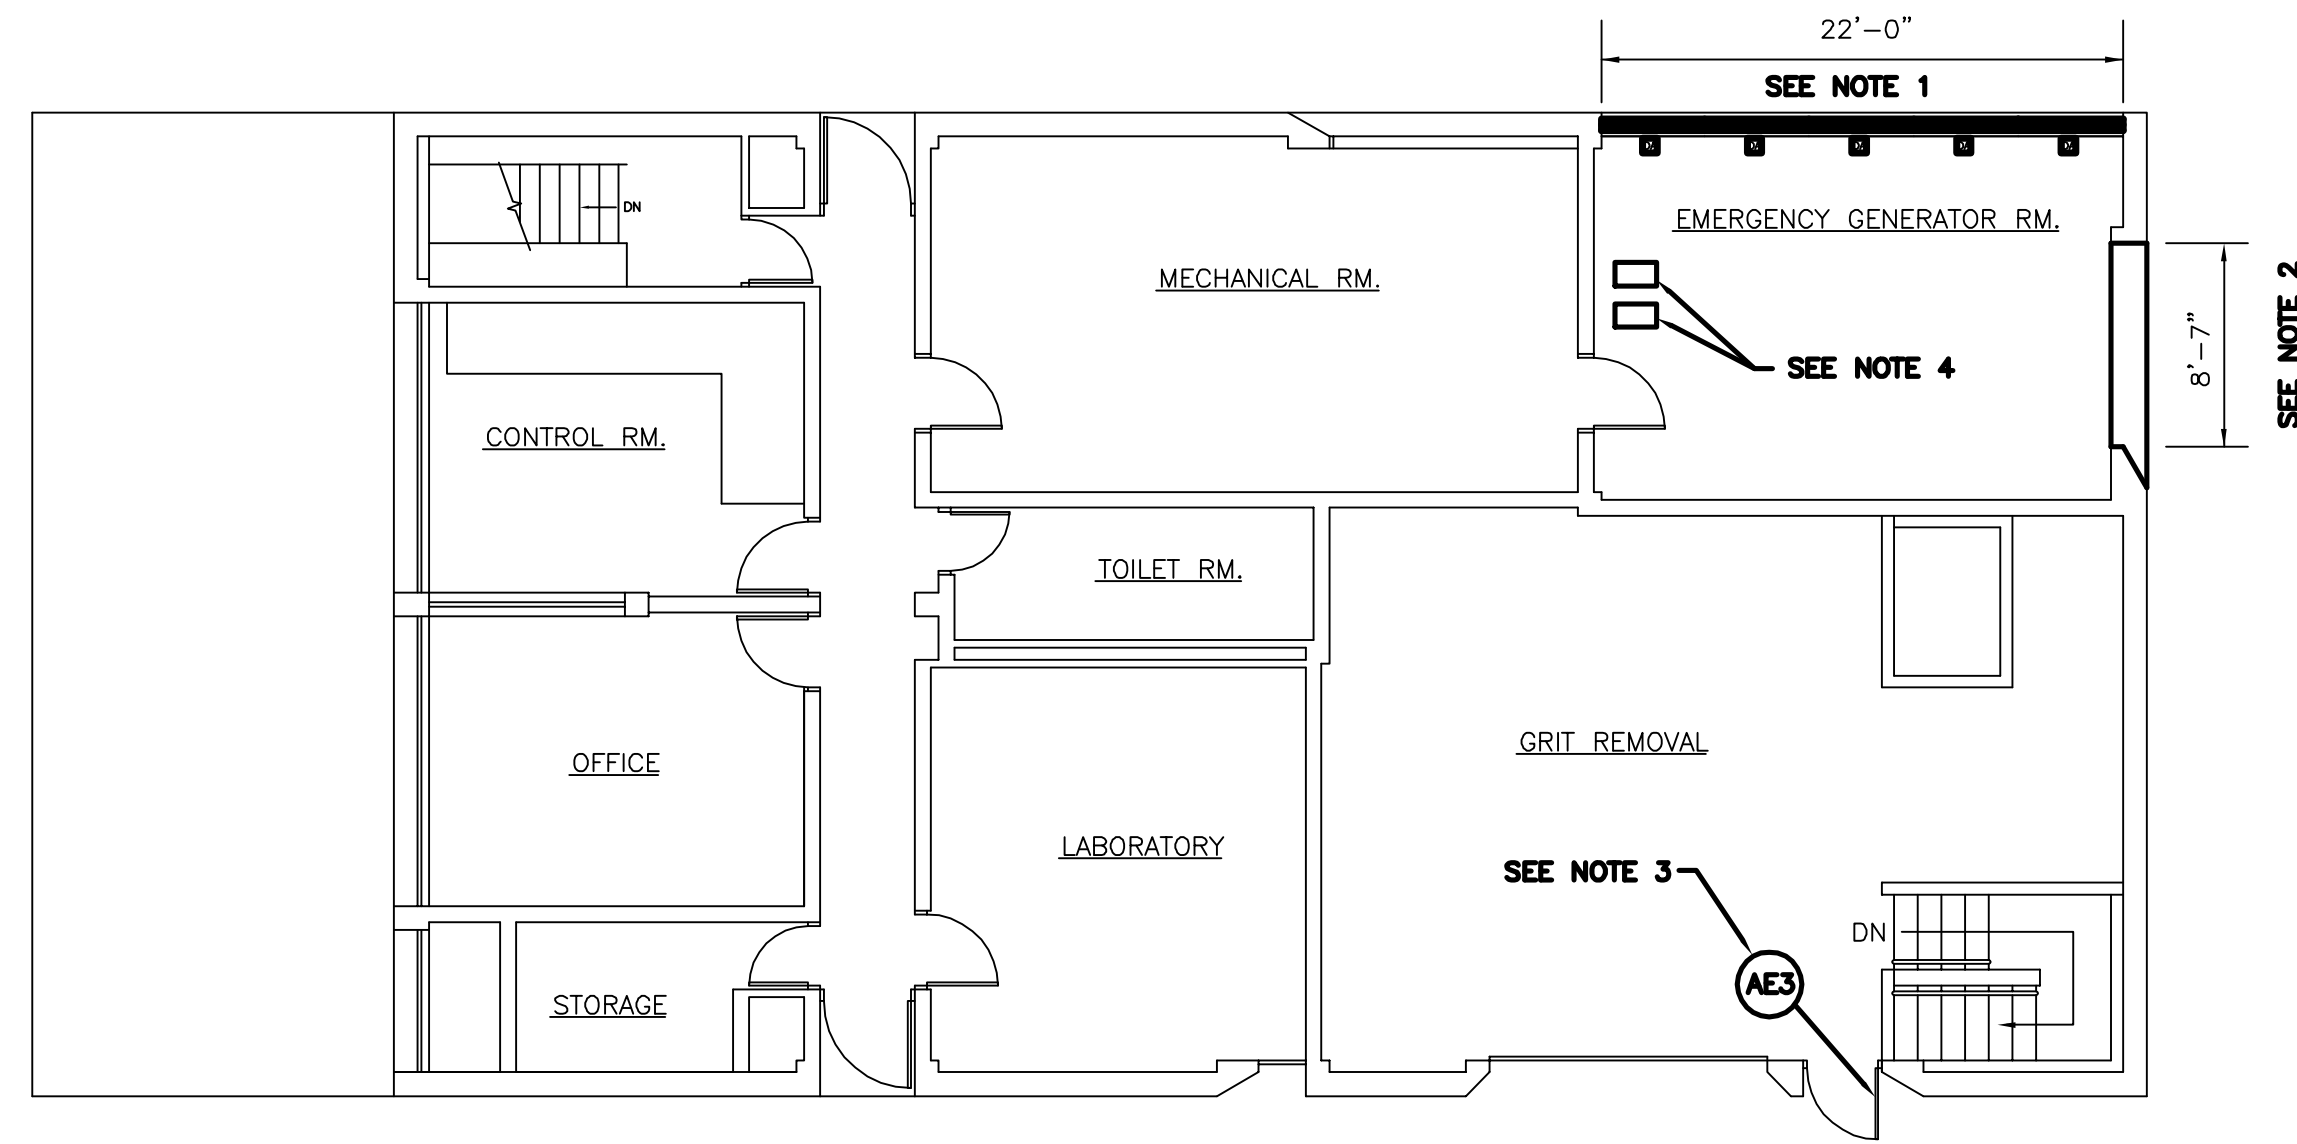 22'-0"
SEE NOTE 1
DN
EMERGENCY GENERATOR RM.
MECHANICAL RM.
SEE NOTE 2
8'-7"
SEE NOTE 4
CONTROL RM.
TOILET RM.
GRIT REMOVAL
OFFICE
LABORATORY
SEE NOTE 3
DN
AE3
STORAGE